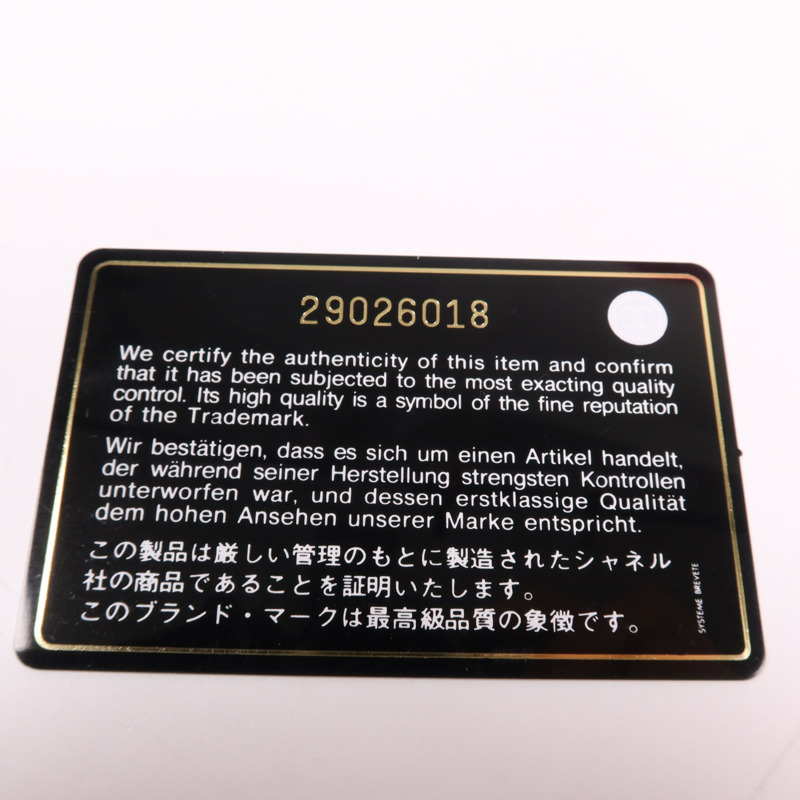 29026018
We certify the authenticity of this item and confirm
that it has been subjected to the most exacting quality
control. Its high quality is a symbol of the fine reputation
of the Trademark.
Wir bestätigen, dass es sich um einen Artikel handelt,
der während seiner Herstellung strengsten Kontrollen
unterworfen war, und dessen erstklassige Qualität
dem hohen Ansehen unserer Marke entspricht.
この製品は厳しい管理のもとに製造されたシャネル
社の商品であることを証明いたします。
このブランド・マークは最高級品質の象徴です。
SYSTEME BREVETE